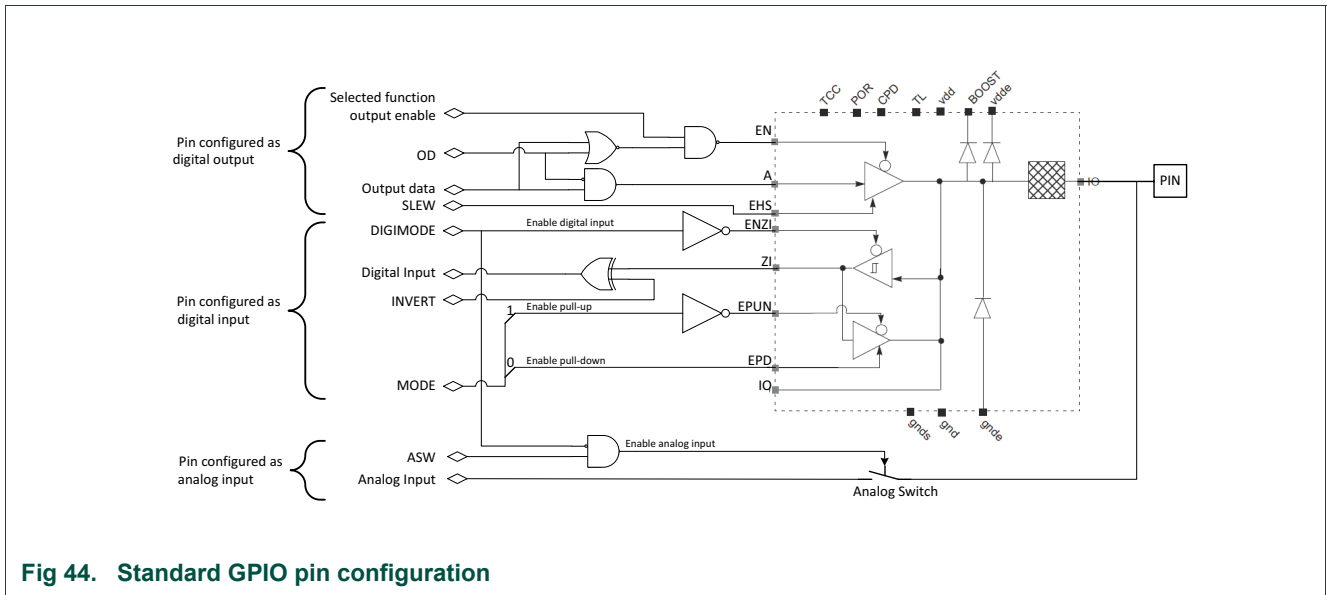 TCC
POR
CPD
TL
vdd
BOOST
vdde
Selected function
output enable
EN
Pin configured as
digital output
OD
A
Output data
SLEW
EHS
DIGIMODE
Enable digital input
ENZI
IO
PIN
Digital Input
ZI
Pin configured as
digital input
INVERT
1
Enable pull-up
EPUN
0
Enable pull-down
EPD
MODE
IO
gnds
gnd
gnde
Pin configured as
analog input
ASW
Enable analog input
Analog Input
Analog Switch
Fig 44. Standard GPIO pin configuration